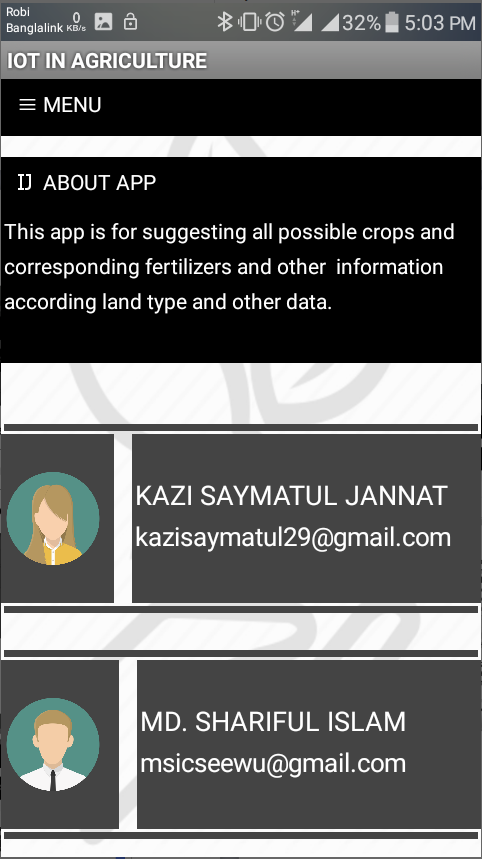 Robi
Banglalink
0
KB/s
H+
32%
5:03 PM
IOT IN AGRICULTURE
MENU
ABOUT APP
This app is for suggesting all possible crops and
corresponding fertilizers and other  information
according land type and other data.
KAZI SAYMATUL JANNAT
kazisaymatul29@gmail.com
MD. SHARIFUL ISLAM
msicseewu@gmail.com